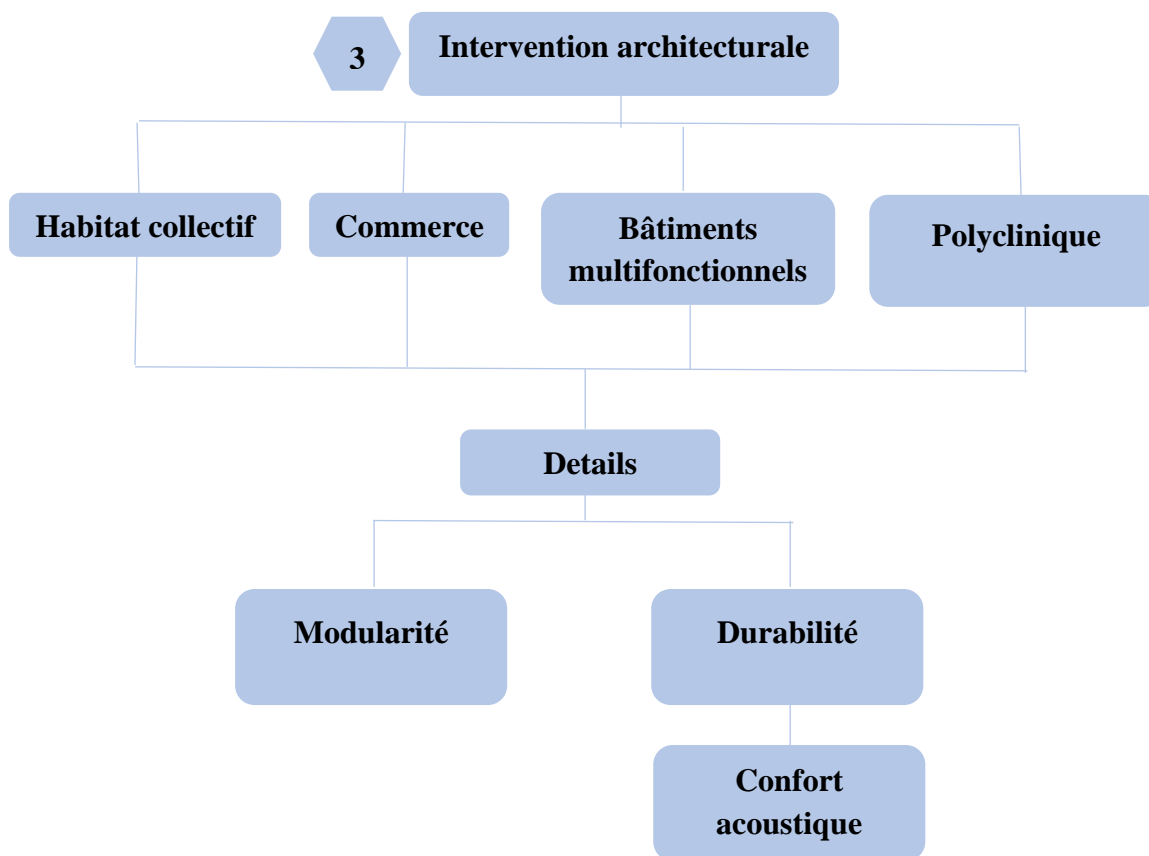 3
Intervention architecturale
Habitat collectif
Commerce
Bâtiments
multifonctionnels
Polyclinique
Details
Modularité
Durabilité
Confort
acoustique